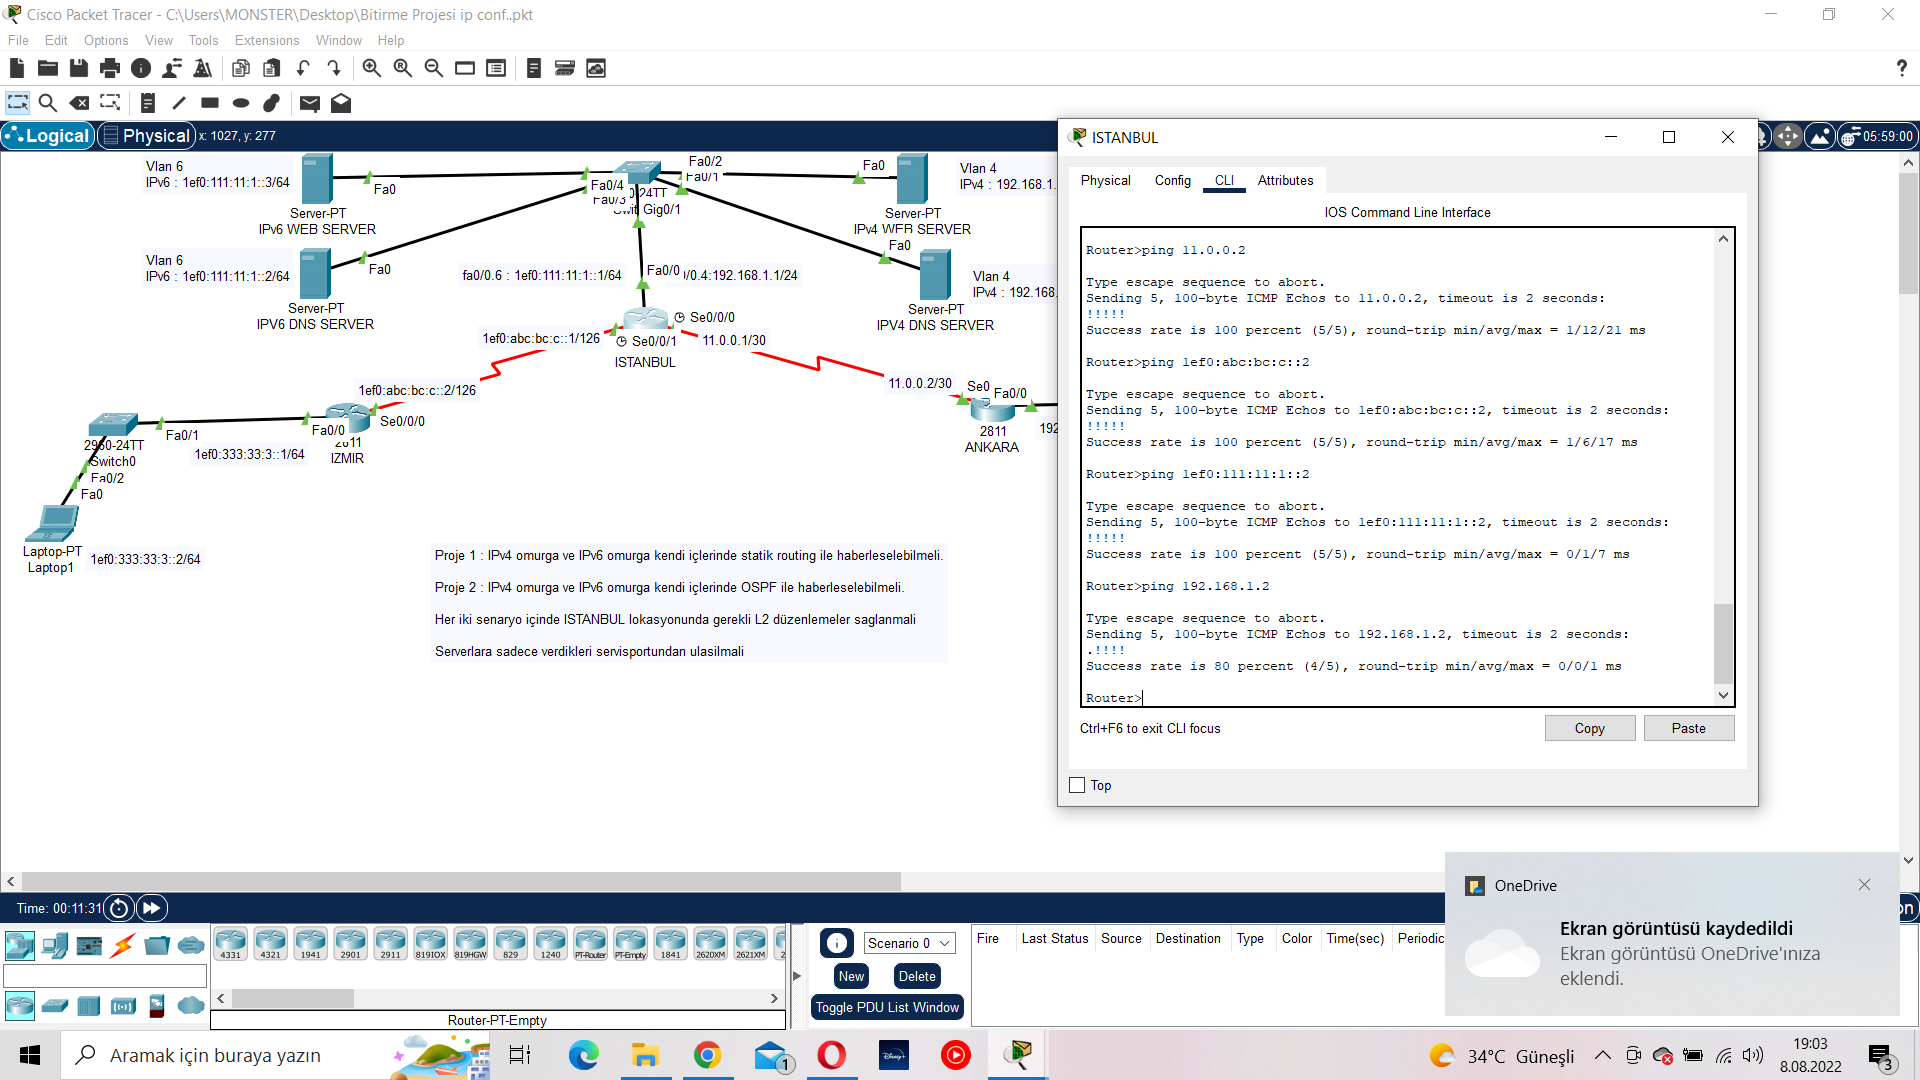 Cisco Packet Tracer - C:\Users\MONSTER\Desktop\Bitirme Projesi ip conf..pkt
File Edit Options View Tools Extensions Window Help
?
Logical Physical x: 1027, y: 277
05:59:00
Vlan 6
IPv6 : 1ef0:111:11:1::3/64
Fa0
Server-PT
IPv6 WEB SERVER
Vlan 6
IPv6 : 1ef0:111:11:1::2/64
Fa0
Server-PT
IPV6 DNS SERVER
Fa0/2
Fa0/1
Fa0/4
Fa0/3
Gig0/1
Fa0
Vlan 4
IPv4 : 192.168.1.
Server-PT
IPv4 WEB SERVER
Fa0
Vlan 4
IPv4 : 192.168.
Server-PT
IPV4 DNS SERVER
fa0/0.6 : 1ef0:111:11:1::1/64
Fa0/0
/0.4:192.168.1.1/24
Se0/0/0
1ef0:abc:bc:c::1/126
Se0/0/1
11.0.0.1/30
ISTANBUL
1ef0:abc:bc:c::2/126
11.0.0.2/30
Se0
Fa0/0
Fa0/1
Fa0/0
Se0/0/0
2811
192
2960-24TT
1ef0:333:33:3::1/64
2811
ANKARA
Switch0
IZMIR
Fa0/2
Fa0
Laptop-PT
Laptop1
1ef0:333:33:3::2/64
Proje 1 : IPv4 omurga ve IPv6 omurga kendi içlerinde statik routing ile haberleselebilmeli.
Proje 2 : IPv4 omurga ve IPv6 omurga kendi içlerinde OSPF ile haberleselebilmeli.
Her iki senaryo içinde ISTANBUL lokasyonunda gerekli L2 düzenlemeler saglanmali
Serverlara sadece verdikleri servisportundan ulasilmali
ISTANBUL
Physical Config CLI Attributes
IOS Command Line Interface
Router>ping 11.0.0.2
Type escape sequence to abort.
Sending 5, 100-byte ICMP Echos to 11.0.0.2, timeout is 2 seconds:
!!!!!
Success rate is 100 percent (5/5), round-trip min/avg/max = 1/12/21 ms
Router>ping 1ef0:abc:bc:c::2
Type escape sequence to abort.
Sending 5, 100-byte ICMP Echos to 1ef0:abc:bc:c::2, timeout is 2 seconds:
!!!!!
Success rate is 100 percent (5/5), round-trip min/avg/max = 1/6/17 ms
Router>ping 1ef0:111:11:1::2
Type escape sequence to abort.
Sending 5, 100-byte ICMP Echos to 1ef0:111:11:1::2, timeout is 2 seconds:
!!!!!
Success rate is 100 percent (5/5), round-trip min/avg/max = 0/1/7 ms
Router>ping 192.168.1.2
Type escape sequence to abort.
Sending 5, 100-byte ICMP Echos to 192.168.1.2, timeout is 2 seconds:
.!!!!
Success rate is 80 percent (4/5), round-trip min/avg/max = 0/0/1 ms
Router>
Ctrl+F6 to exit CLI focus
Copy Paste
Top
Time: 00:11:31
4331 4321 1941 2901 2911 819IOX 819HGW 829 1240 PT-Router PT-Empty 1841 2620XM 2621XM 2
Router-PT-Empty
Scenario 0
New Delete
Toggle PDU List Window
Fire Last Status Source Destination Type Color Time(sec) Periodic
on
OneDrive
Ekran görüntüsü kaydedildi
Ekran görüntüsü OneDrive'ınıza
eklendi.
Aramak için buraya yazın
1
Disney+
34°C Güneşli
19:03
8.08.2022
3